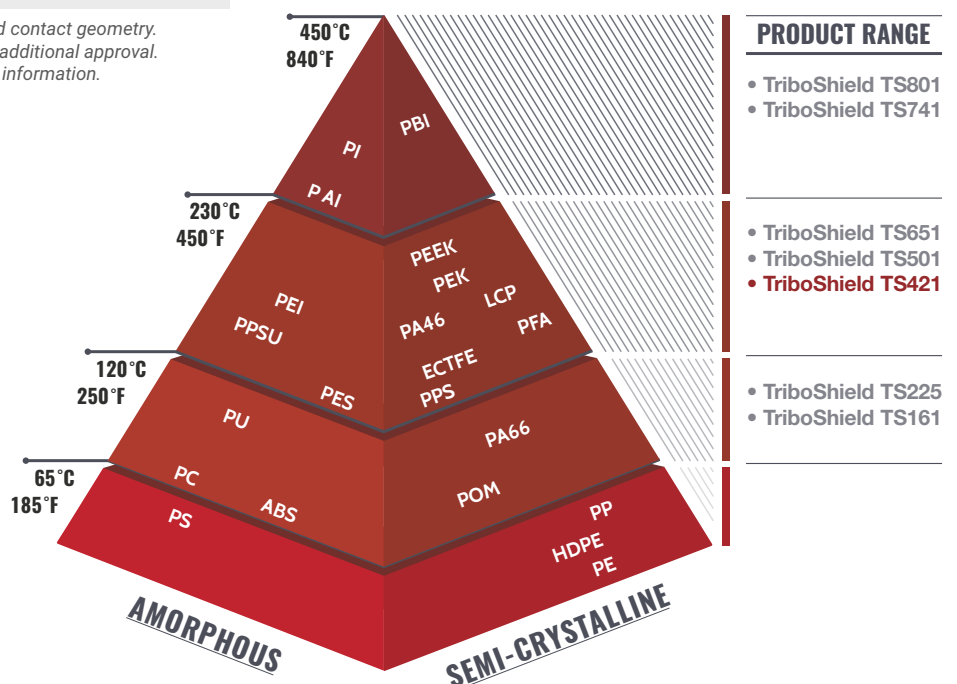 d contact geometry.
additional approval.
information.
450°C
840°F
PRODUCT RANGE
• TriboShield TS801
• TriboShield TS741
PBI
PI
P AI
230°C
450°F
• TriboShield TS651
• TriboShield TS501
• TriboShield TS421
PEEK
PEK
LCP
PEI
PA46
PFA
PPSU
ECTFE
PES
PPS
120°C
250°F
• TriboShield TS225
• TriboShield TS161
PU
PA66
PC
POM
ABS
65°C
185°F
PS
PP
HDPE
PE
AMORPHOUS
SEMI-CRYSTALLINE